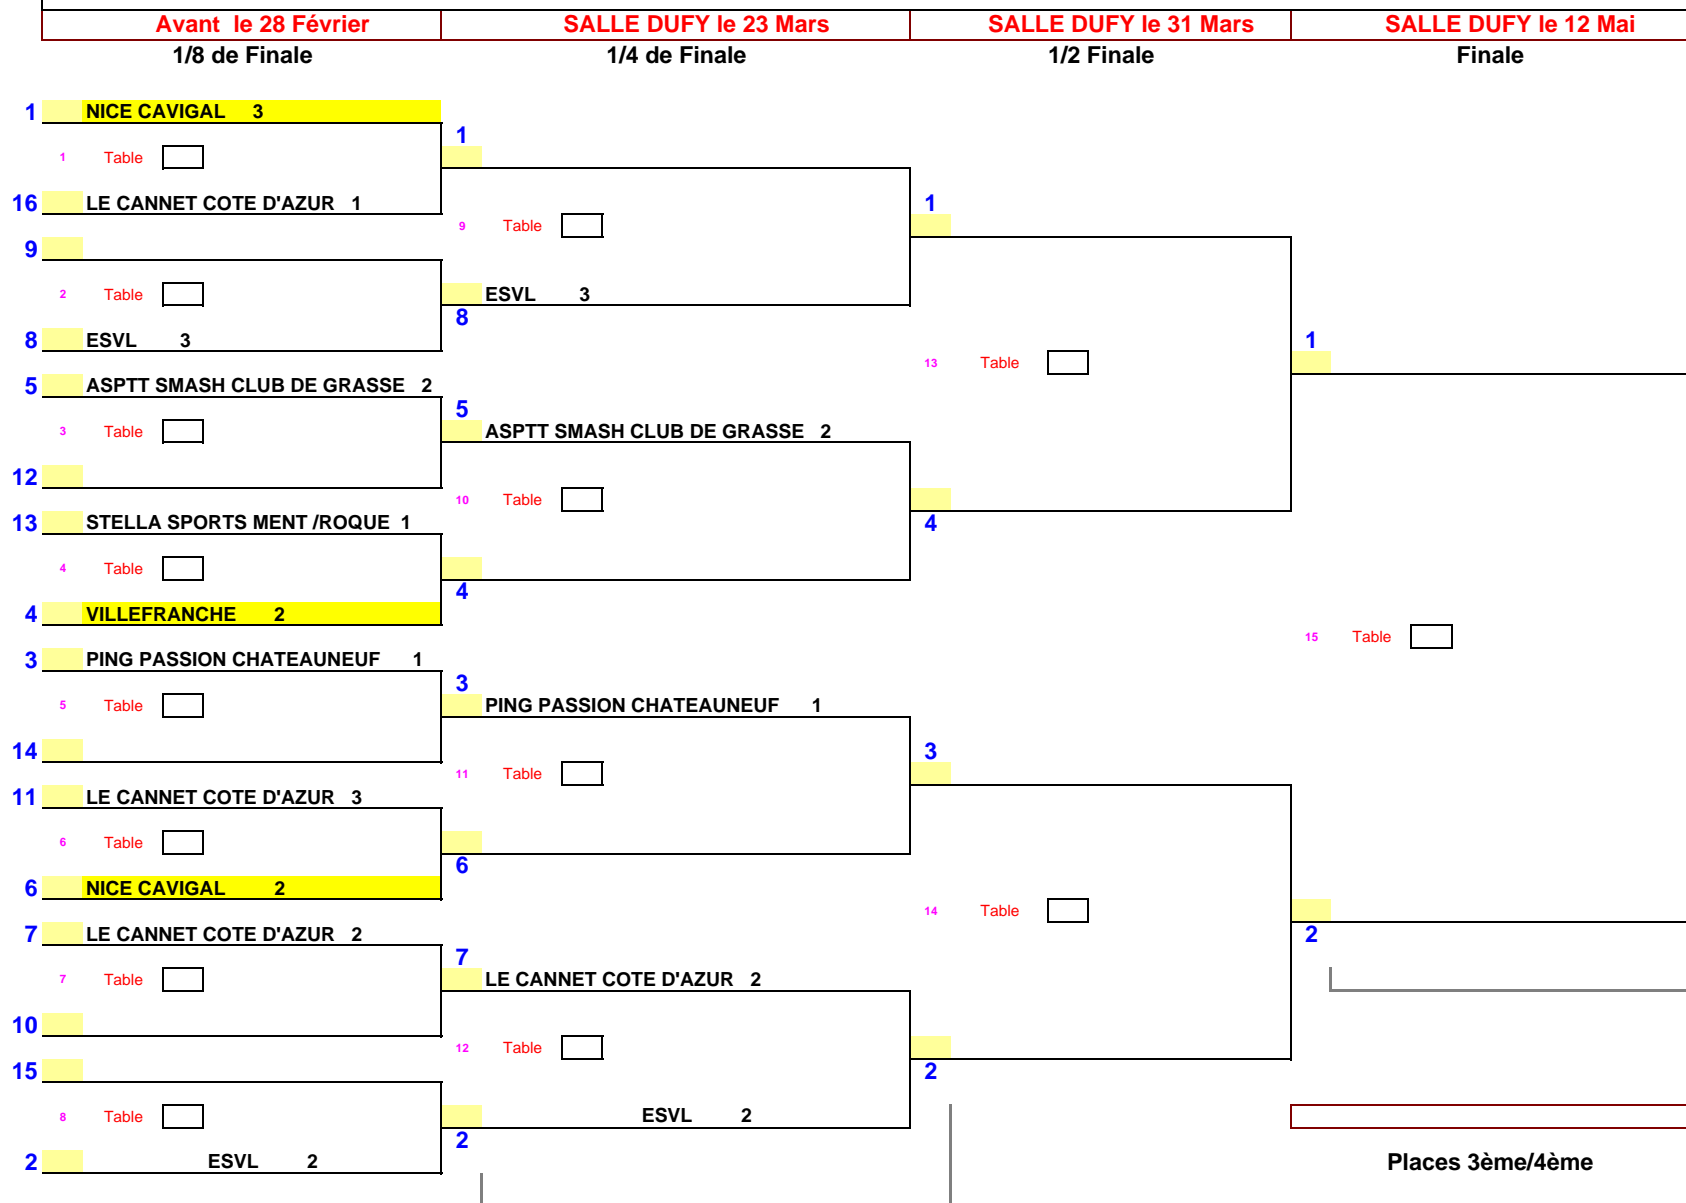 Avant  le 28 Février SALLE DUFY le 23 Mars SALLE DUFY le 31 Mars SALLE DUFY le 12 Mai
1/8 de Finale 1/4 de Finale 1/2 Finale Finale
1 NICE CAVIGAL 3
1
1 Table
16 LE CANNET COTE D'AZUR 1
1
9 Table
9
2 Table
ESVL 3
8
8 ESVL 3
1
13 Table
5 ASPTT SMASH CLUB DE GRASSE 2
5
3 Table
ASPTT SMASH CLUB DE GRASSE 2
12
10 Table
13 STELLA SPORTS MENT /ROQUE 1
4
4 Table
4
4 VILLEFRANCHE 2
15 Table
3 PING PASSION CHATEAUNEUF 1
3
5 Table
PING PASSION CHATEAUNEUF 1
14
3
11 Table
11 LE CANNET COTE D'AZUR 3
6 Table
6
6 NICE CAVIGAL 2
14 Table
7 LE CANNET COTE D'AZUR 2
2
7
7 Table
LE CANNET COTE D'AZUR 2
10
12 Table
15
2
8 Table
ESVL 2
2
2 ESVL 2
Places 3ème/4ème